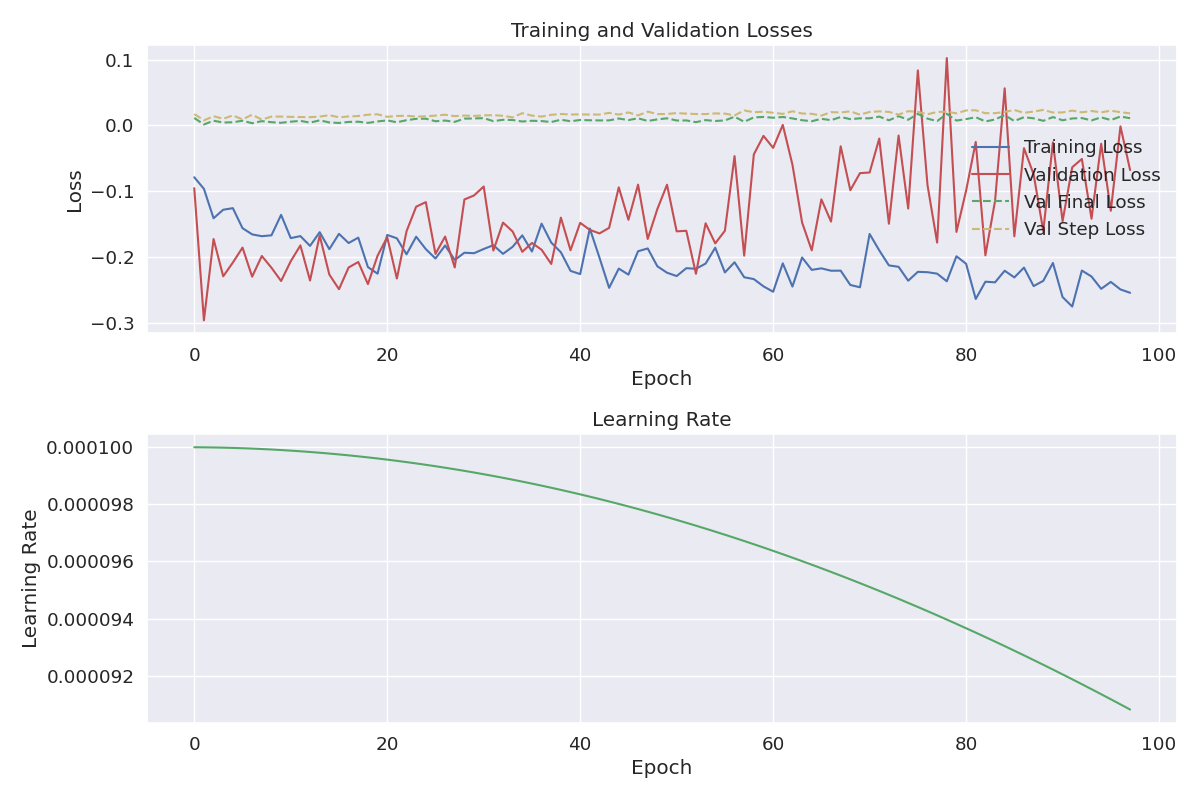 Training and Validation Losses
0.1
0.0
−0.1
−0.2
−0.3
Loss
Training Loss
Validation Loss
Val Final Loss
Val Step Loss
0 20 40 60 80 100
Epoch
Learning Rate
0.000100
0.000098
0.000096
0.000094
0.000092
Learning Rate
0 20 40 60 80 100
Epoch